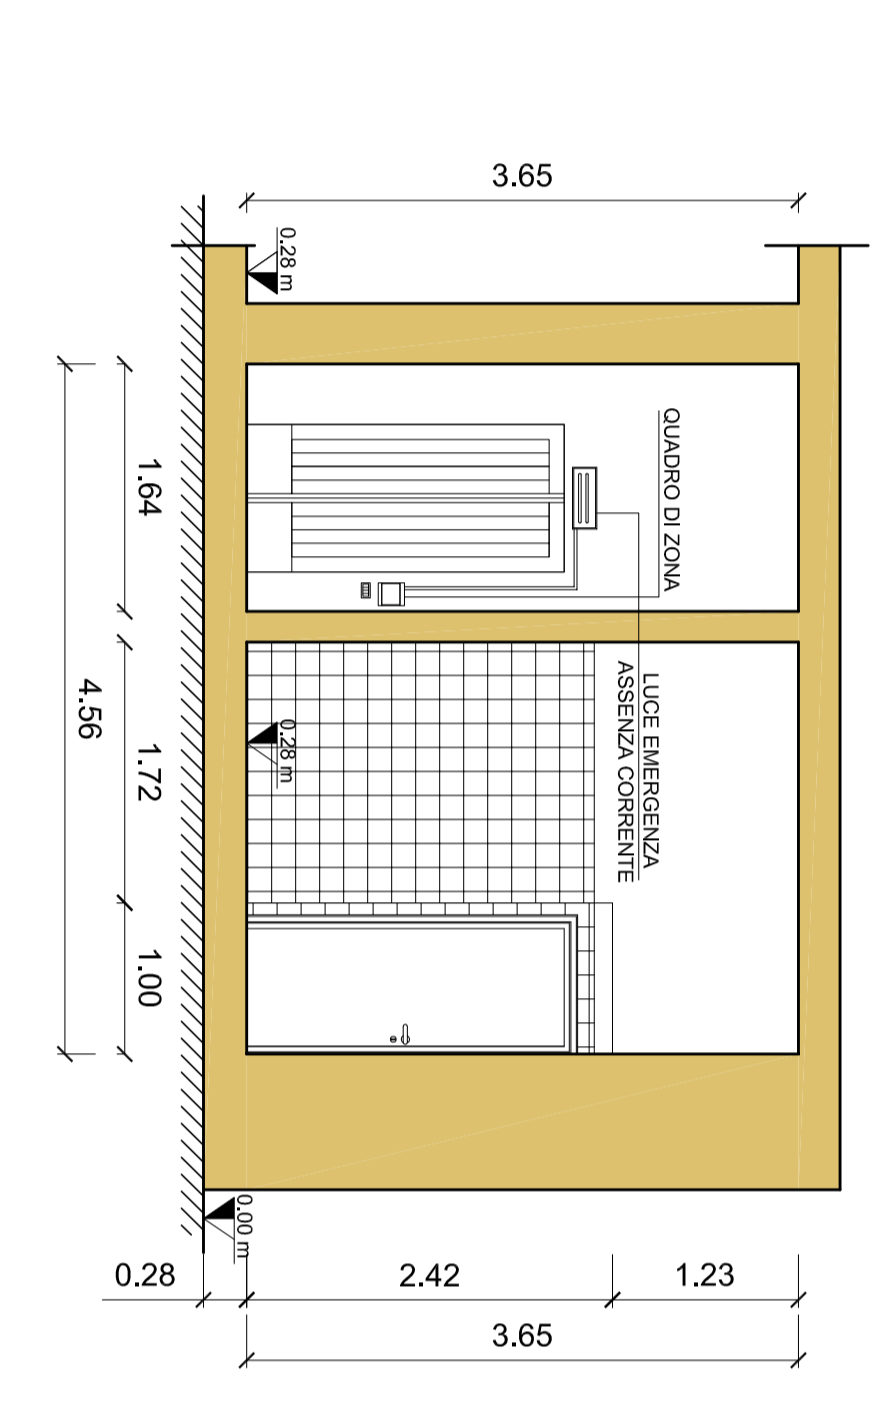 3.65
0.28 m
QUADRO DI ZONA
LUCE EMERGENZA
ASSENZA CORRENTE
0.28 m
1.64
1.72
1.00
4.56
0.00 m
0.28
2.42
1.23
3.65